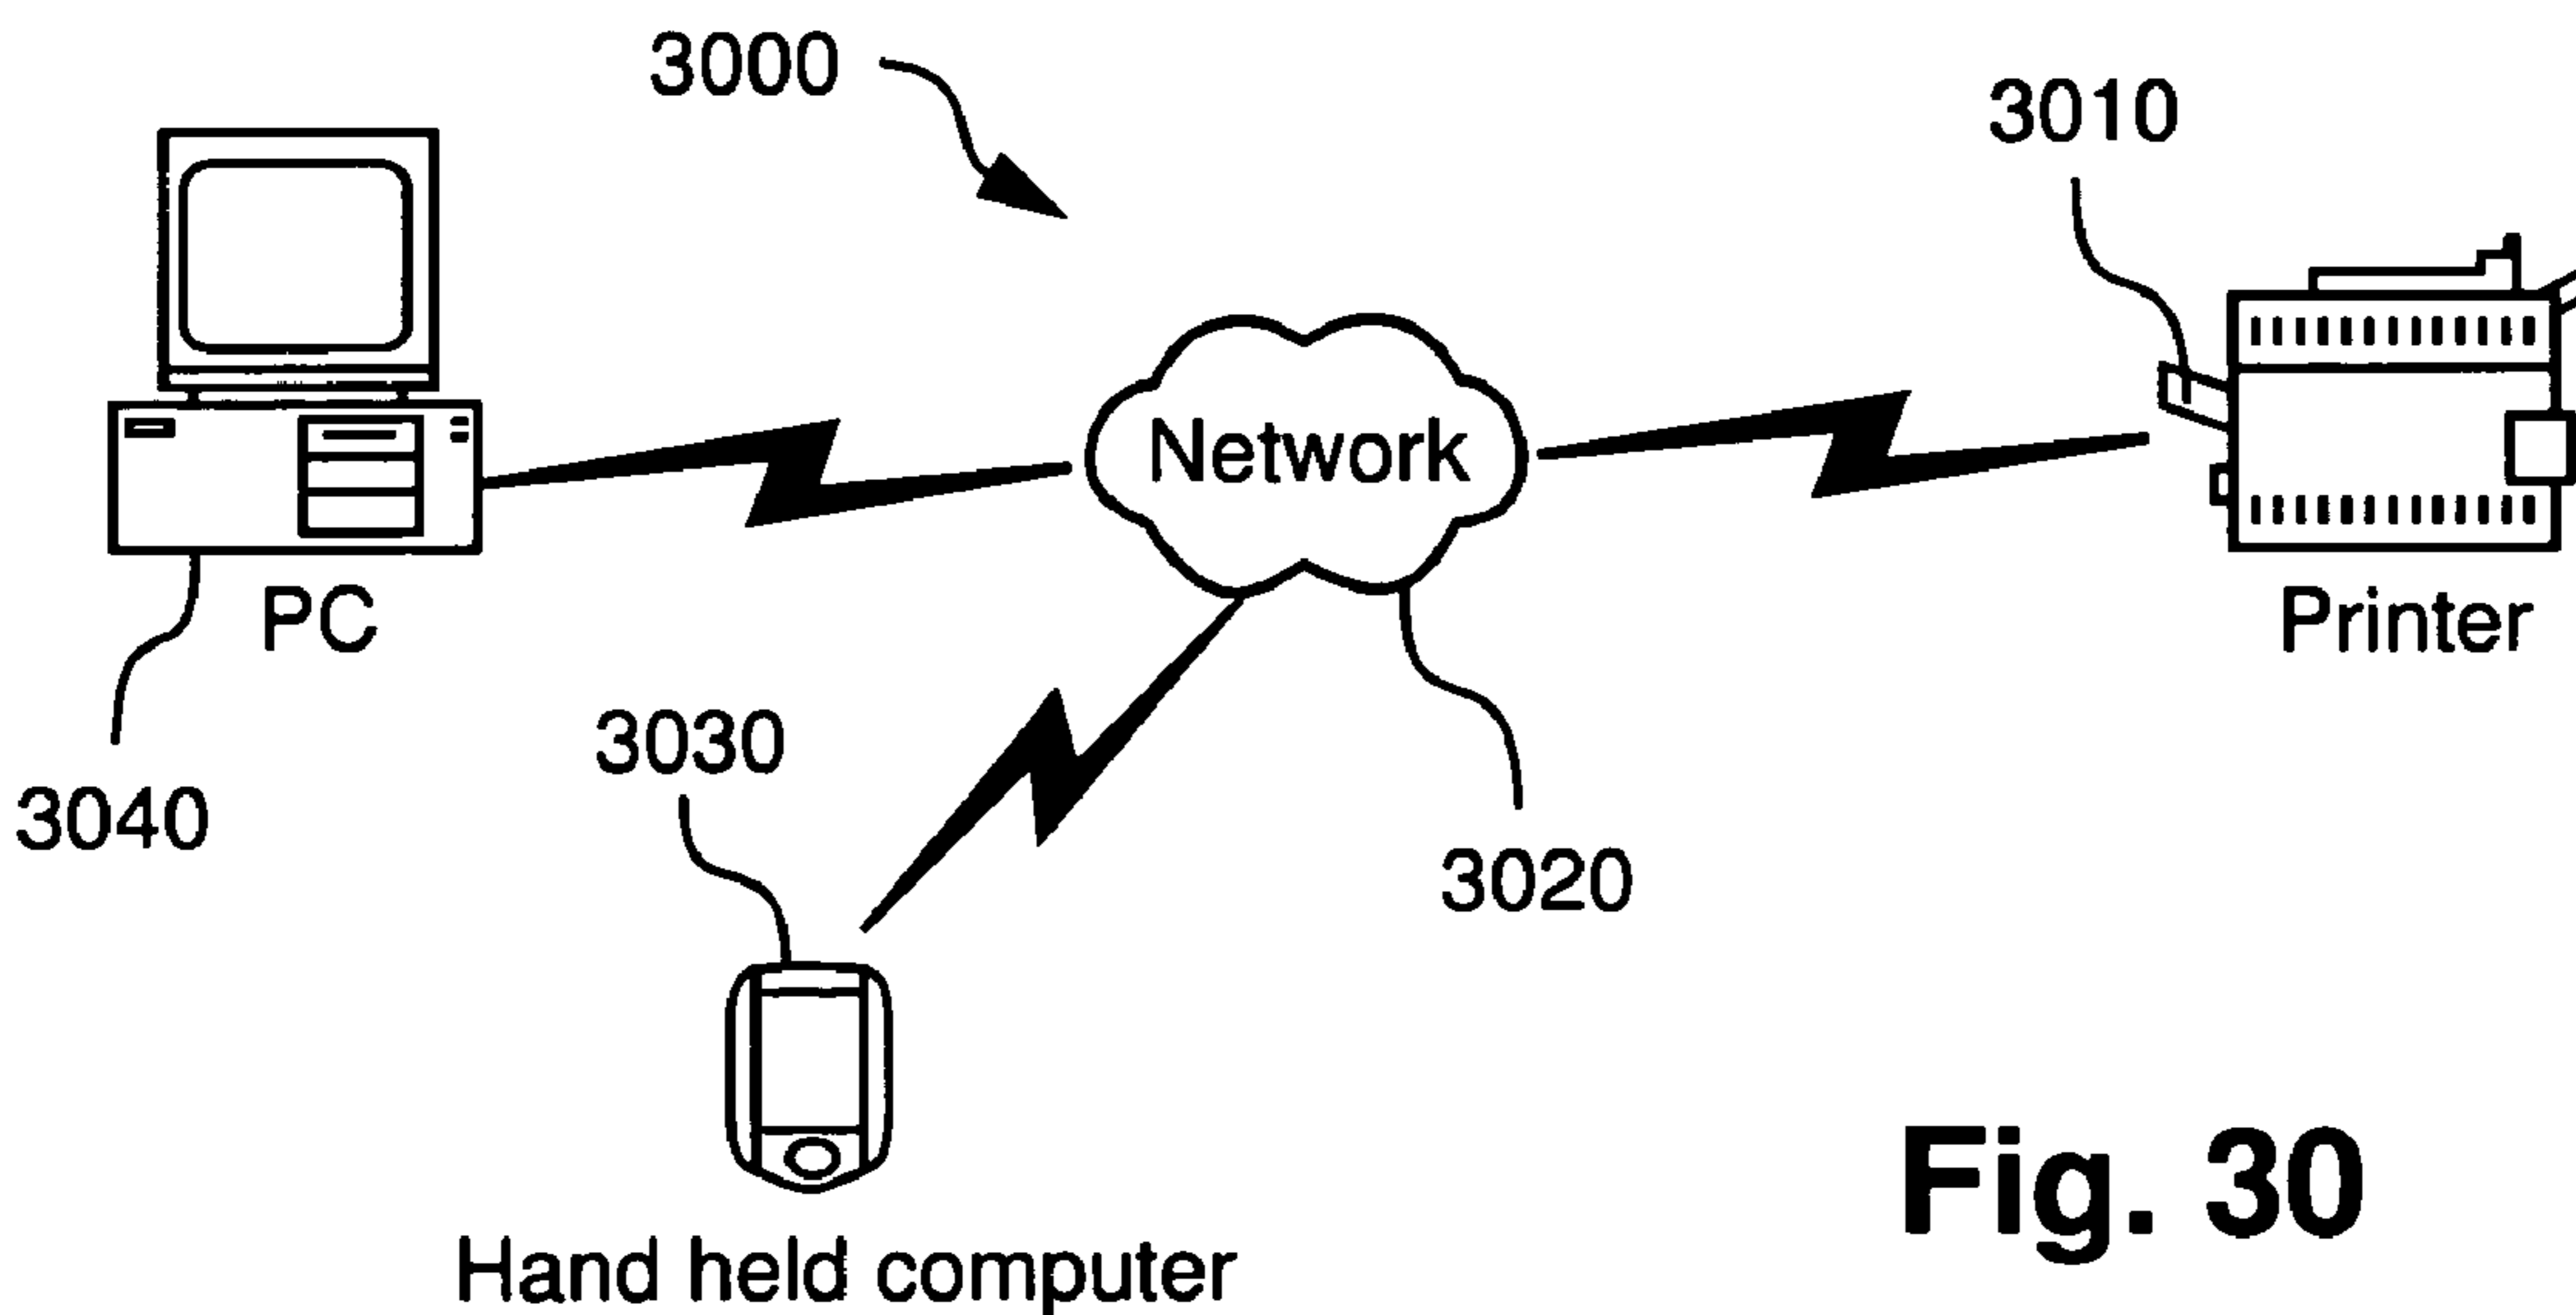 3000
3010
Network
PC
Printer
3030
3040
3020
Hand held computer
Fig. 30